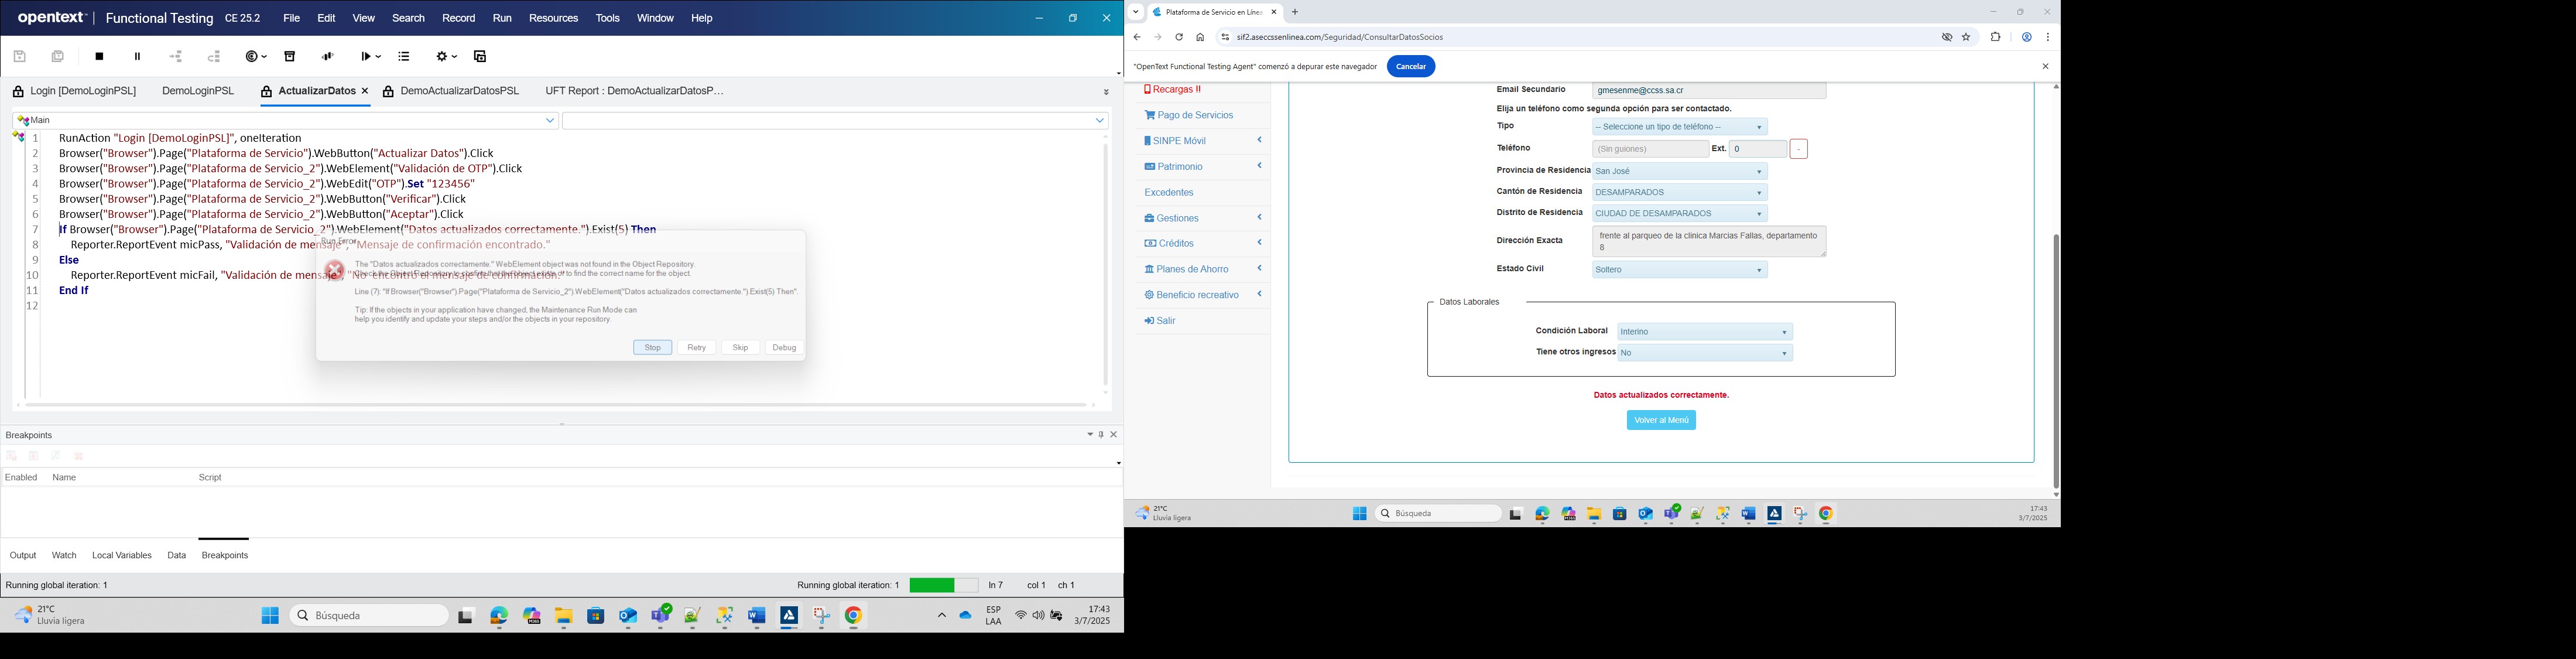 opentext™ | Functional Testing CE 25.2 File Edit View Search Record Run Resources Tools Window Help
Login [DemoLoginPSL] DemoLoginPSL ActualizarDatos DemoActualizarDatosPSL UFT Report : DemoActualizarDatosP...
Main
1 RunAction "Login [DemoLoginPSL]", oneIteration
2 Browser("Browser").Page("Plataforma de Servicio").WebButton("Actualizar Datos").Click
3 Browser("Browser").Page("Plataforma de Servicio_2").WebElement("Validación de OTP").Click
4 Browser("Browser").Page("Plataforma de Servicio_2").WebEdit("OTP").Set "123456"
5 Browser("Browser").Page("Plataforma de Servicio_2").WebButton("Verificar").Click
6 Browser("Browser").Page("Plataforma de Servicio_2").WebButton("Aceptar").Click
7 If Browser("Browser").Page("Plataforma de Servicio_2").WebElement("Datos actualizados correctamente.").Exist(5) Then
8 Reporter.ReportEvent micPass, "Validación de mensaje", "Mensaje de confirmación encontrado."
9 Else
10 Reporter.ReportEvent micFail, "Validación de mensaje", "No encontró el mensaje de confirmación."
11 End If
12
Run Error
The "Datos actualizados correctamente." WebElement object was not found in the Object Repository.
Check the Object Repository to confirm that the object exists or to find the correct name for the object.
Line (7): "If Browser("Browser").Page("Plataforma de Servicio_2").WebElement("Datos actualizados correctamente.").Exist(5) Then".
Tip: If the objects in your application have changed, the Maintenance Run Mode can
help you identify and update your steps and/or the objects in your repository.
Stop Retry Skip Debug
Breakpoints
Enabled Name Script
Output Watch Local Variables Data Breakpoints
Running global iteration: 1 Running global iteration: 1 ln 7 col 1 ch 1
21°C
Lluvia ligera
Búsqueda
ESP
LAA
17:43
3/7/2025
Plataforma de Servicio en Líne
sif2.aseccssenlinea.com/Seguridad/ConsultarDatosSocios
"OpenText Functional Testing Agent" comenzó a depurar este navegador Cancelar
Recargas !!
Pago de Servicios
SINPE Móvil
Patrimonio
Excedentes
Gestiones
Créditos
Planes de Ahorro
Beneficio recreativo
Salir
Email Secundario gmesenme@ccss.sa.cr
Elija un teléfono como segunda opción para ser contactado.
Tipo -- Seleccione un tipo de teléfono --
Teléfono (Sin guiones) Ext. 0 -
Provincia de Residencia San José
Cantón de Residencia DESAMPARADOS
Distrito de Residencia CIUDAD DE DESAMPARADOS
Dirección Exacta frente al parqueo de la clinica Marcias Fallas, departamento
8
Estado Civil Soltero
Datos Laborales
Condición Laboral Interino
Tiene otros ingresos No
Datos actualizados correctamente.
Volver al Menú
21°C
Lluvia ligera
Búsqueda
17:43
3/7/2025